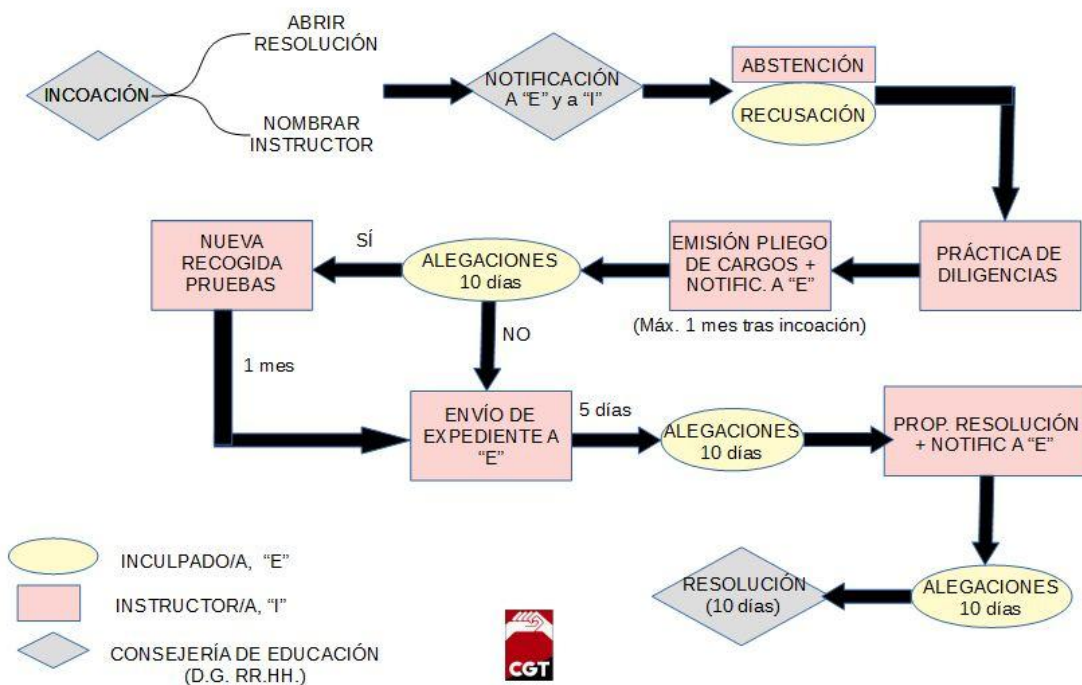 ABRIR
RESOLUCIÓN
INCOACIÓN
NOMBRAR
INSTRUCTOR
NOTIFICACIÓN
A "E" y a "I"
ABSTENCIÓN
RECUSACIÓN
NUEVA
RECOGIDA
PRUEBAS
SÍ
ALEGACIONES
10 días
EMISIÓN PLIEGO
DE CARGOS +
NOTIFIC. A "E"
(Máx. 1 mes tras incoación)
PRÁCTICA DE
DILIGENCIAS
NO
1 mes
ENVÍO DE
EXPEDIENTE A
"E"
5 días
ALEGACIONES
10 días
PROP. RESOLUCIÓN
+ NOTIFIC A "E"
INCULPADO/A, "E"
INSTRUCTOR/A, "I"
CONSEJERÍA DE EDUCACIÓN
(D.G. RR.HH.)
CGT
RESOLUCIÓN
(10 días)
ALEGACIONES
10 días